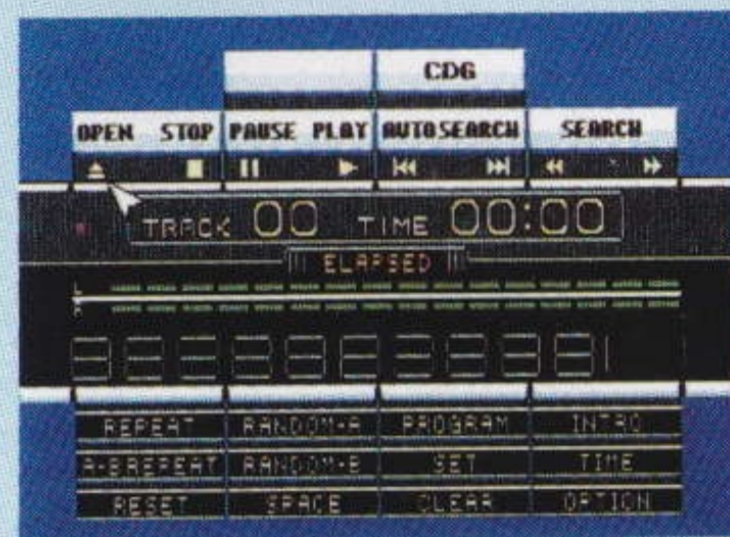 CDG
OPEN STOP PAUSE PLAY AUTOSEARCH SEARCH
TRACK 00 TIME 00:00
ELAPSED
L
R
REPEAT RANDOM-A PROGRAM INTRO
A-BREPEAT RANDOM-B SET TIME
RESET SPACE CLEAR OPTION